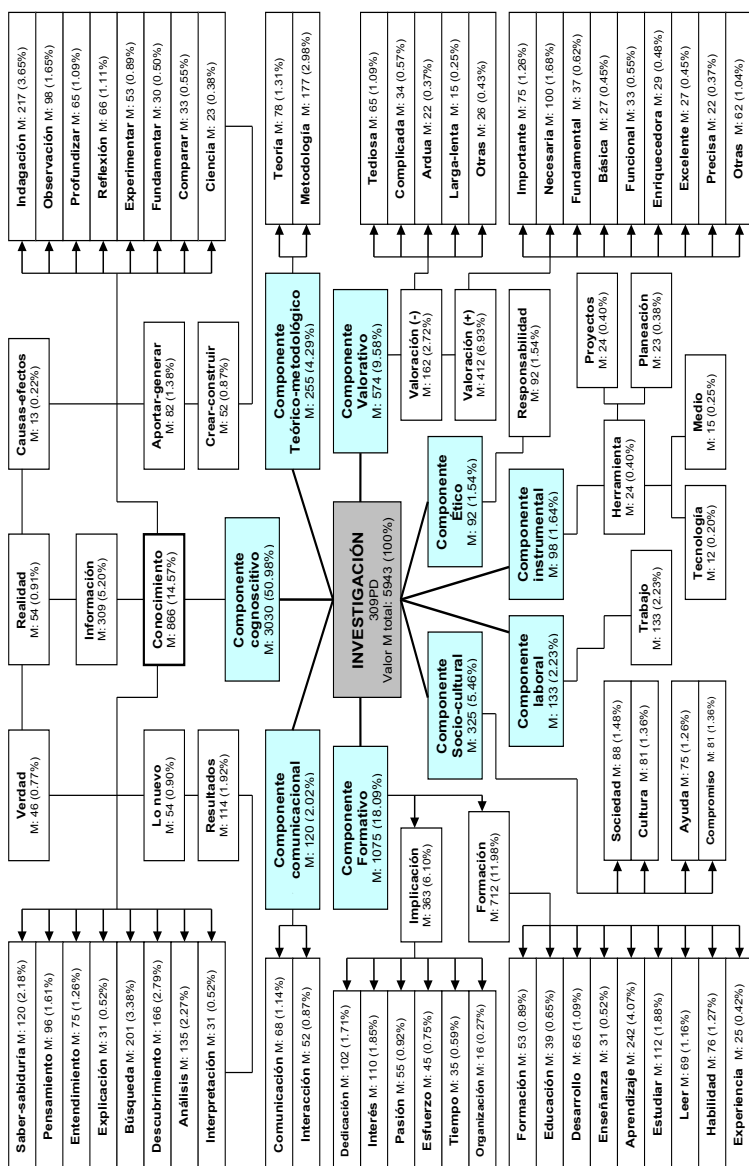 Saber-sabiduría M: 120 (2.18%)
Pensamiento M: 96 (1.61%)
Entendimiento M: 75 (1.26%)
Explicación M: 31 (0.52%)
Búsqueda M: 201 (3.38%)
Descubrimiento M: 166 (2.79%)
Análisis M: 135 (2.27%)
Interpretación M: 31 (0.52%)
Verdad
M: 46 (0.77%)
Realidad
M: 54 (0.91%)
Causas-efectos
M: 13 (0.22%)
Información
M: 309 (5.20%)
Lo nuevo
M: 54 (0.90%)
Conocimiento
M: 866 (14.57%)
Aportar-generar
M: 82 (1.38%)
Resultados
M: 114 (1.92%)
Crear-construir
M: 52 (0.87%)
Indagación M: 217 (3.65%)
Observación M: 98 (1.65%)
Profundizar M: 65 (1.09%)
Reflexión M: 66 (1.11%)
Experimentar M: 53 (0.89%)
Fundamentar M: 30 (0.50%)
Comparar M: 33 (0.55%)
Ciencia M: 23 (0.38%)
Comunicación M: 68 (1.14%)
Interacción M: 52 (0.87%)
Componente
comunicacional
M: 120 (2.02%)
Componente
cognoscitivo
M: 3030 (50.98%)
Componente
Teórico-metodológico
M: 255 (4.29%)
Teoría M: 78 (1.31%)
Metodología M: 177 (2.98%)
Dedicación M: 102 (1.71%)
Interés M: 110 (1.85%)
Pasión M: 55 (0.92%)
Esfuerzo M: 45 (0.75%)
Tiempo M: 35 (0.59%)
Organización M: 16 (0.27%)
Implicación
M: 363 (6.10%)
Formación
M: 712 (11.98%)
Componente
Formativo
M: 1075 (18.09%)
INVESTIGACIÓN
309PD
Valor M total: 5943 (100%)
Componente
Valorativo
M: 574 (9.58%)
Valoración (-)
M: 162 (2.72%)
Valoración (+)
M: 412 (6.93%)
Tediosa M: 65 (1.09%)
Complicada M: 34 (0.57%)
Ardua M: 22 (0.37%)
Larga-lenta M: 15 (0.25%)
Otras M: 26 (0.43%)
Componente
Socio-cultural
M: 325 (5.46%)
Componente
Ético
M: 92 (1.54%)
Responsabilidad
M: 92 (1.54%)
Componente
laboral
M: 133 (2.23%)
Componente
instrumental
M: 98 (1.64%)
Formación M: 53 (0.89%)
Educación M: 39 (0.65%)
Desarrollo M: 65 (1.09%)
Enseñanza M: 31 (0.52%)
Aprendizaje M: 242 (4.07%)
Estudiar M: 112 (1.88%)
Leer M: 69 (1.16%)
Habilidad M: 76 (1.27%)
Experiencia M: 25 (0.42%)
Sociedad M: 88 (1.48%)
Cultura M: 81 (1.36%)
Ayuda M: 75 (1.26%)
Compromiso M: 81 (1.36%)
Trabajo
M: 133 (2.23%)
Herramienta
M: 24 (0.40%)
Proyectos
M: 24 (0.40%)
Planeación
M: 23 (0.38%)
Tecnología
M: 12 (0.20%)
Medio
M: 15 (0.25%)
Importante M: 75 (1.26%)
Necesaria M: 100 (1.68%)
Fundamental M: 37 (0.62%)
Básica M: 27 (0.45%)
Funcional M: 33 (0.55%)
Enriquecedora M: 29 (0.48%)
Excelente M: 27 (0.45%)
Precisa M: 22 (0.37%)
Otras M: 62 (1.04%)